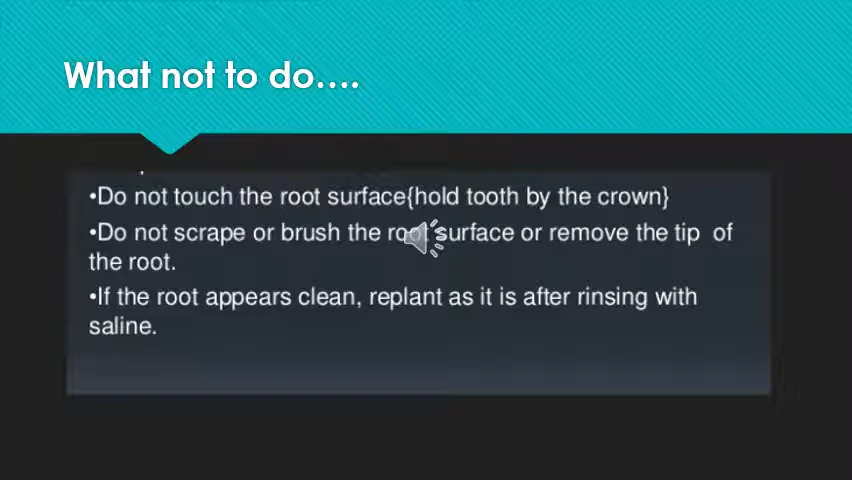 What not to do....
•Do not touch the root surface{hold tooth by the crown}
•Do not scrape or brush the root surface or remove the tip of
the root.
•If the root appears clean, replant as it is after rinsing with
saline.